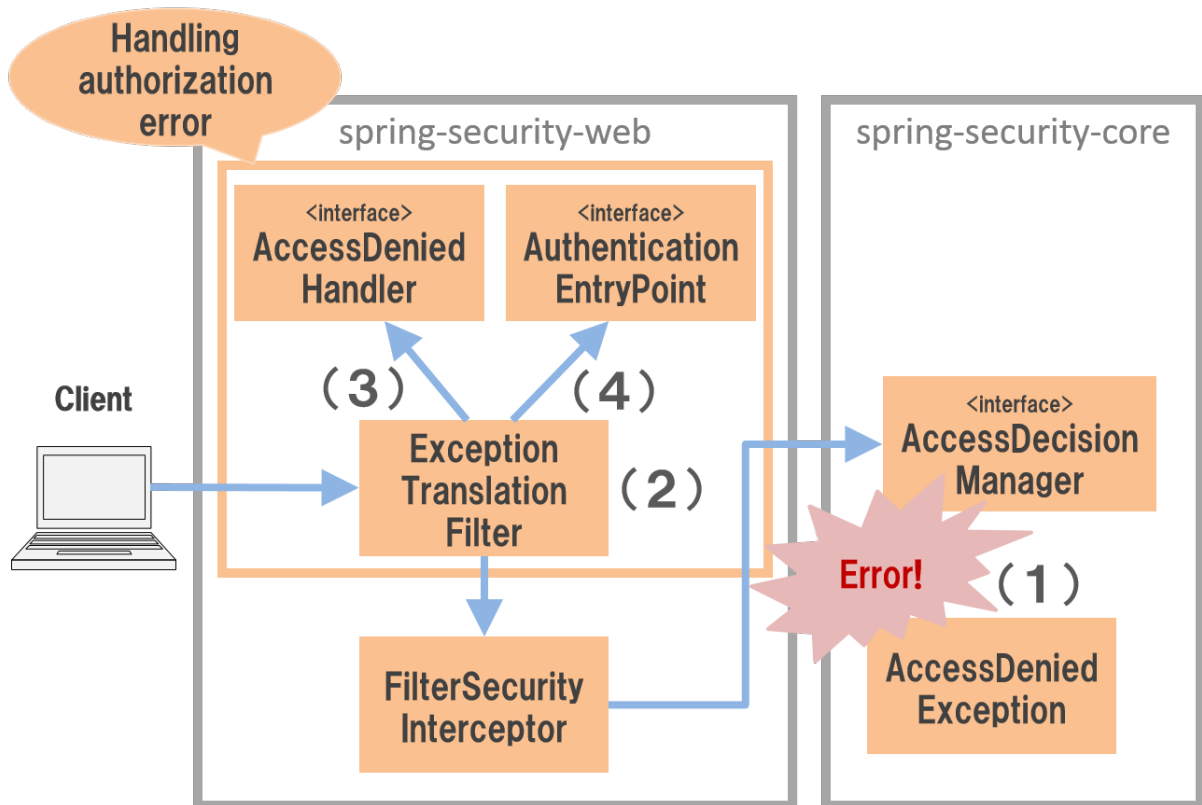 Handling
authorization
error
spring-security-web
spring-security-core
<interface>
AccessDenied
Handler
<interface>
Authentication
EntryPoint
(3)
(4)
Client
Exception
Translation
Filter
(2)
<interface>
AccessDecision
Manager
Error!
(1)
FilterSecurity
Interceptor
AccessDenied
Exception